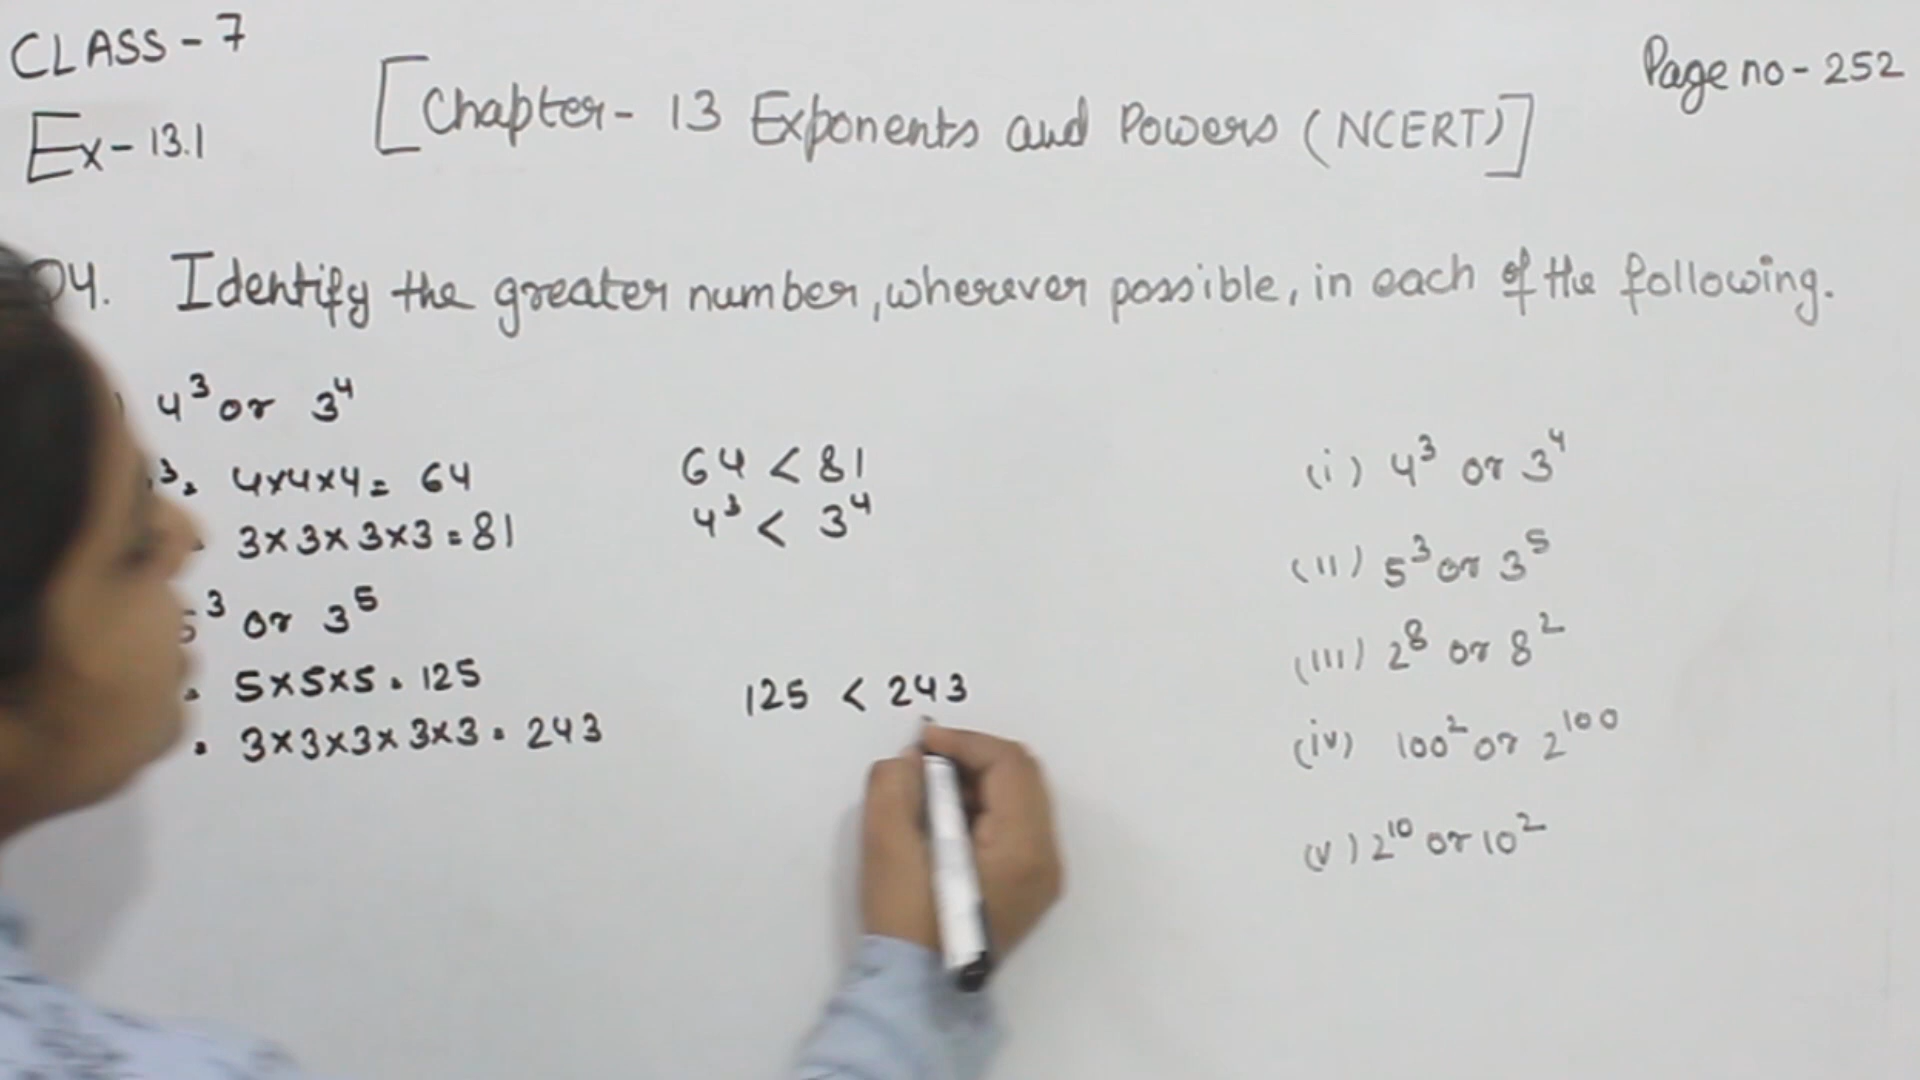 CLASS - 7
Ex - 13.1
[Chapter - 13 Exponents and Powers (NCERT)]
Page no - 252
Q4. Identify the greater number, wherever possible, in each of the following.
4³ or 3⁴
³= 4×4×4 = 64
= 3×3×3×3 = 81
5³ or 3⁵
= 5×5×5 = 125
= 3×3×3×3×3 = 243
64 < 81
4³ < 3⁴
125 < 243
(i) 4³ or 3⁴
(ii) 5³ or 3⁵
(iii) 2⁸ or 8²
(iv) 100² or 2¹⁰⁰
(v) 2¹⁰ or 10²